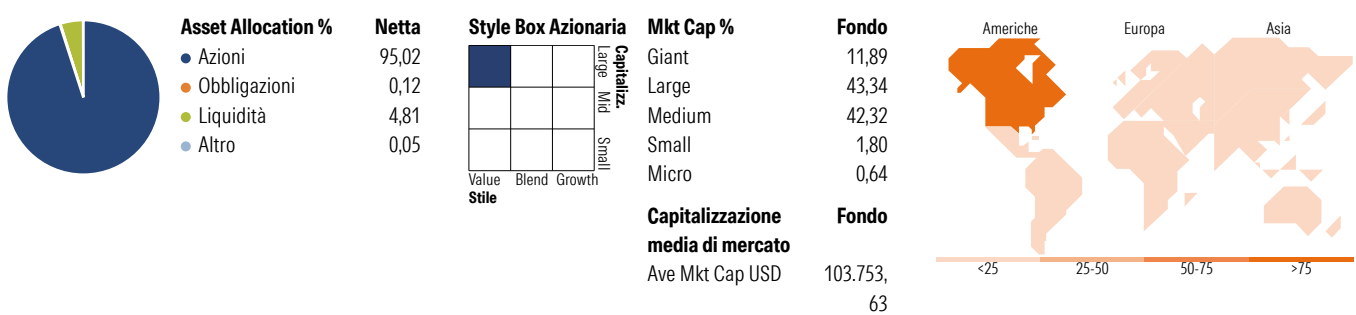 Asset Allocation % Netta
Azioni 95,02
Obbligazioni 0,12
Liquidità 4,81
Altro 0,05
Style Box Azionaria
Capitalizz.
Large Mid Small
Value Blend Growth
Stile
Mkt Cap % Fondo
Giant 11,89
Large 43,34
Medium 42,32
Small 1,80
Micro 0,64
Capitalizzazione Fondo
media di mercato
Ave Mkt Cap USD 103.753,
63
Americhe Europa Asia
<25 25-50 50-75 >75